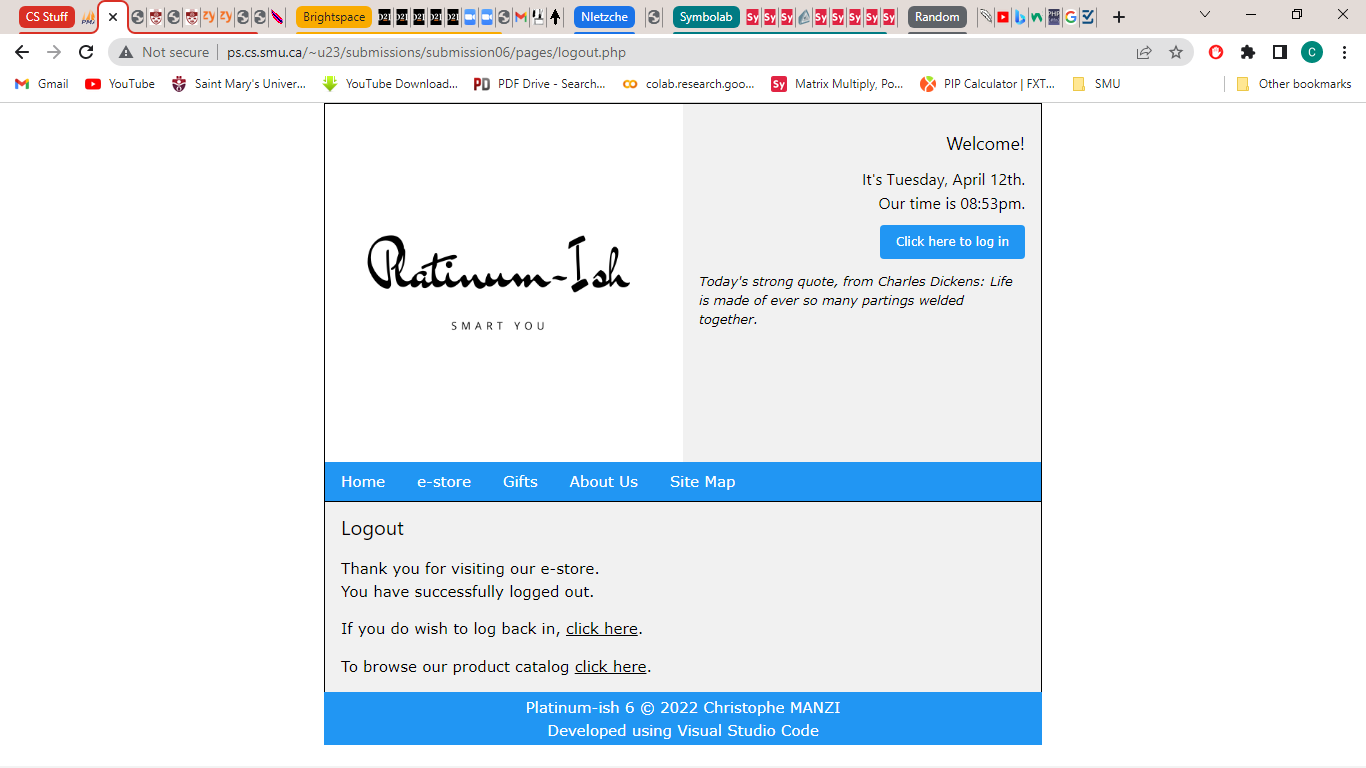 CS Stuff
Brightspace
NIetzche
Symbolab
Random
Not secure
ps.cs.smu.ca/~u23/submissions/submission06/pages/logout.php
C
Gmail
YouTube
Saint Mary's Univer...
YouTube Download...
PDF Drive - Search...
colab.research.goo...
Matrix Multiply, Po...
PIP Calculator | FXT...
SMU
Other bookmarks
Platinum-Ish
SMART YOU
Welcome!
It's Tuesday, April 12th.
Our time is 08:53pm.
Click here to log in
Today's strong quote, from Charles Dickens: Life
is made of ever so many partings welded
together.
Home e-store Gifts About Us Site Map
Logout
Thank you for visiting our e-store.
You have successfully logged out.
If you do wish to log back in, click here.
To browse our product catalog click here.
Platinum-ish 6 © 2022 Christophe MANZI
Developed using Visual Studio Code